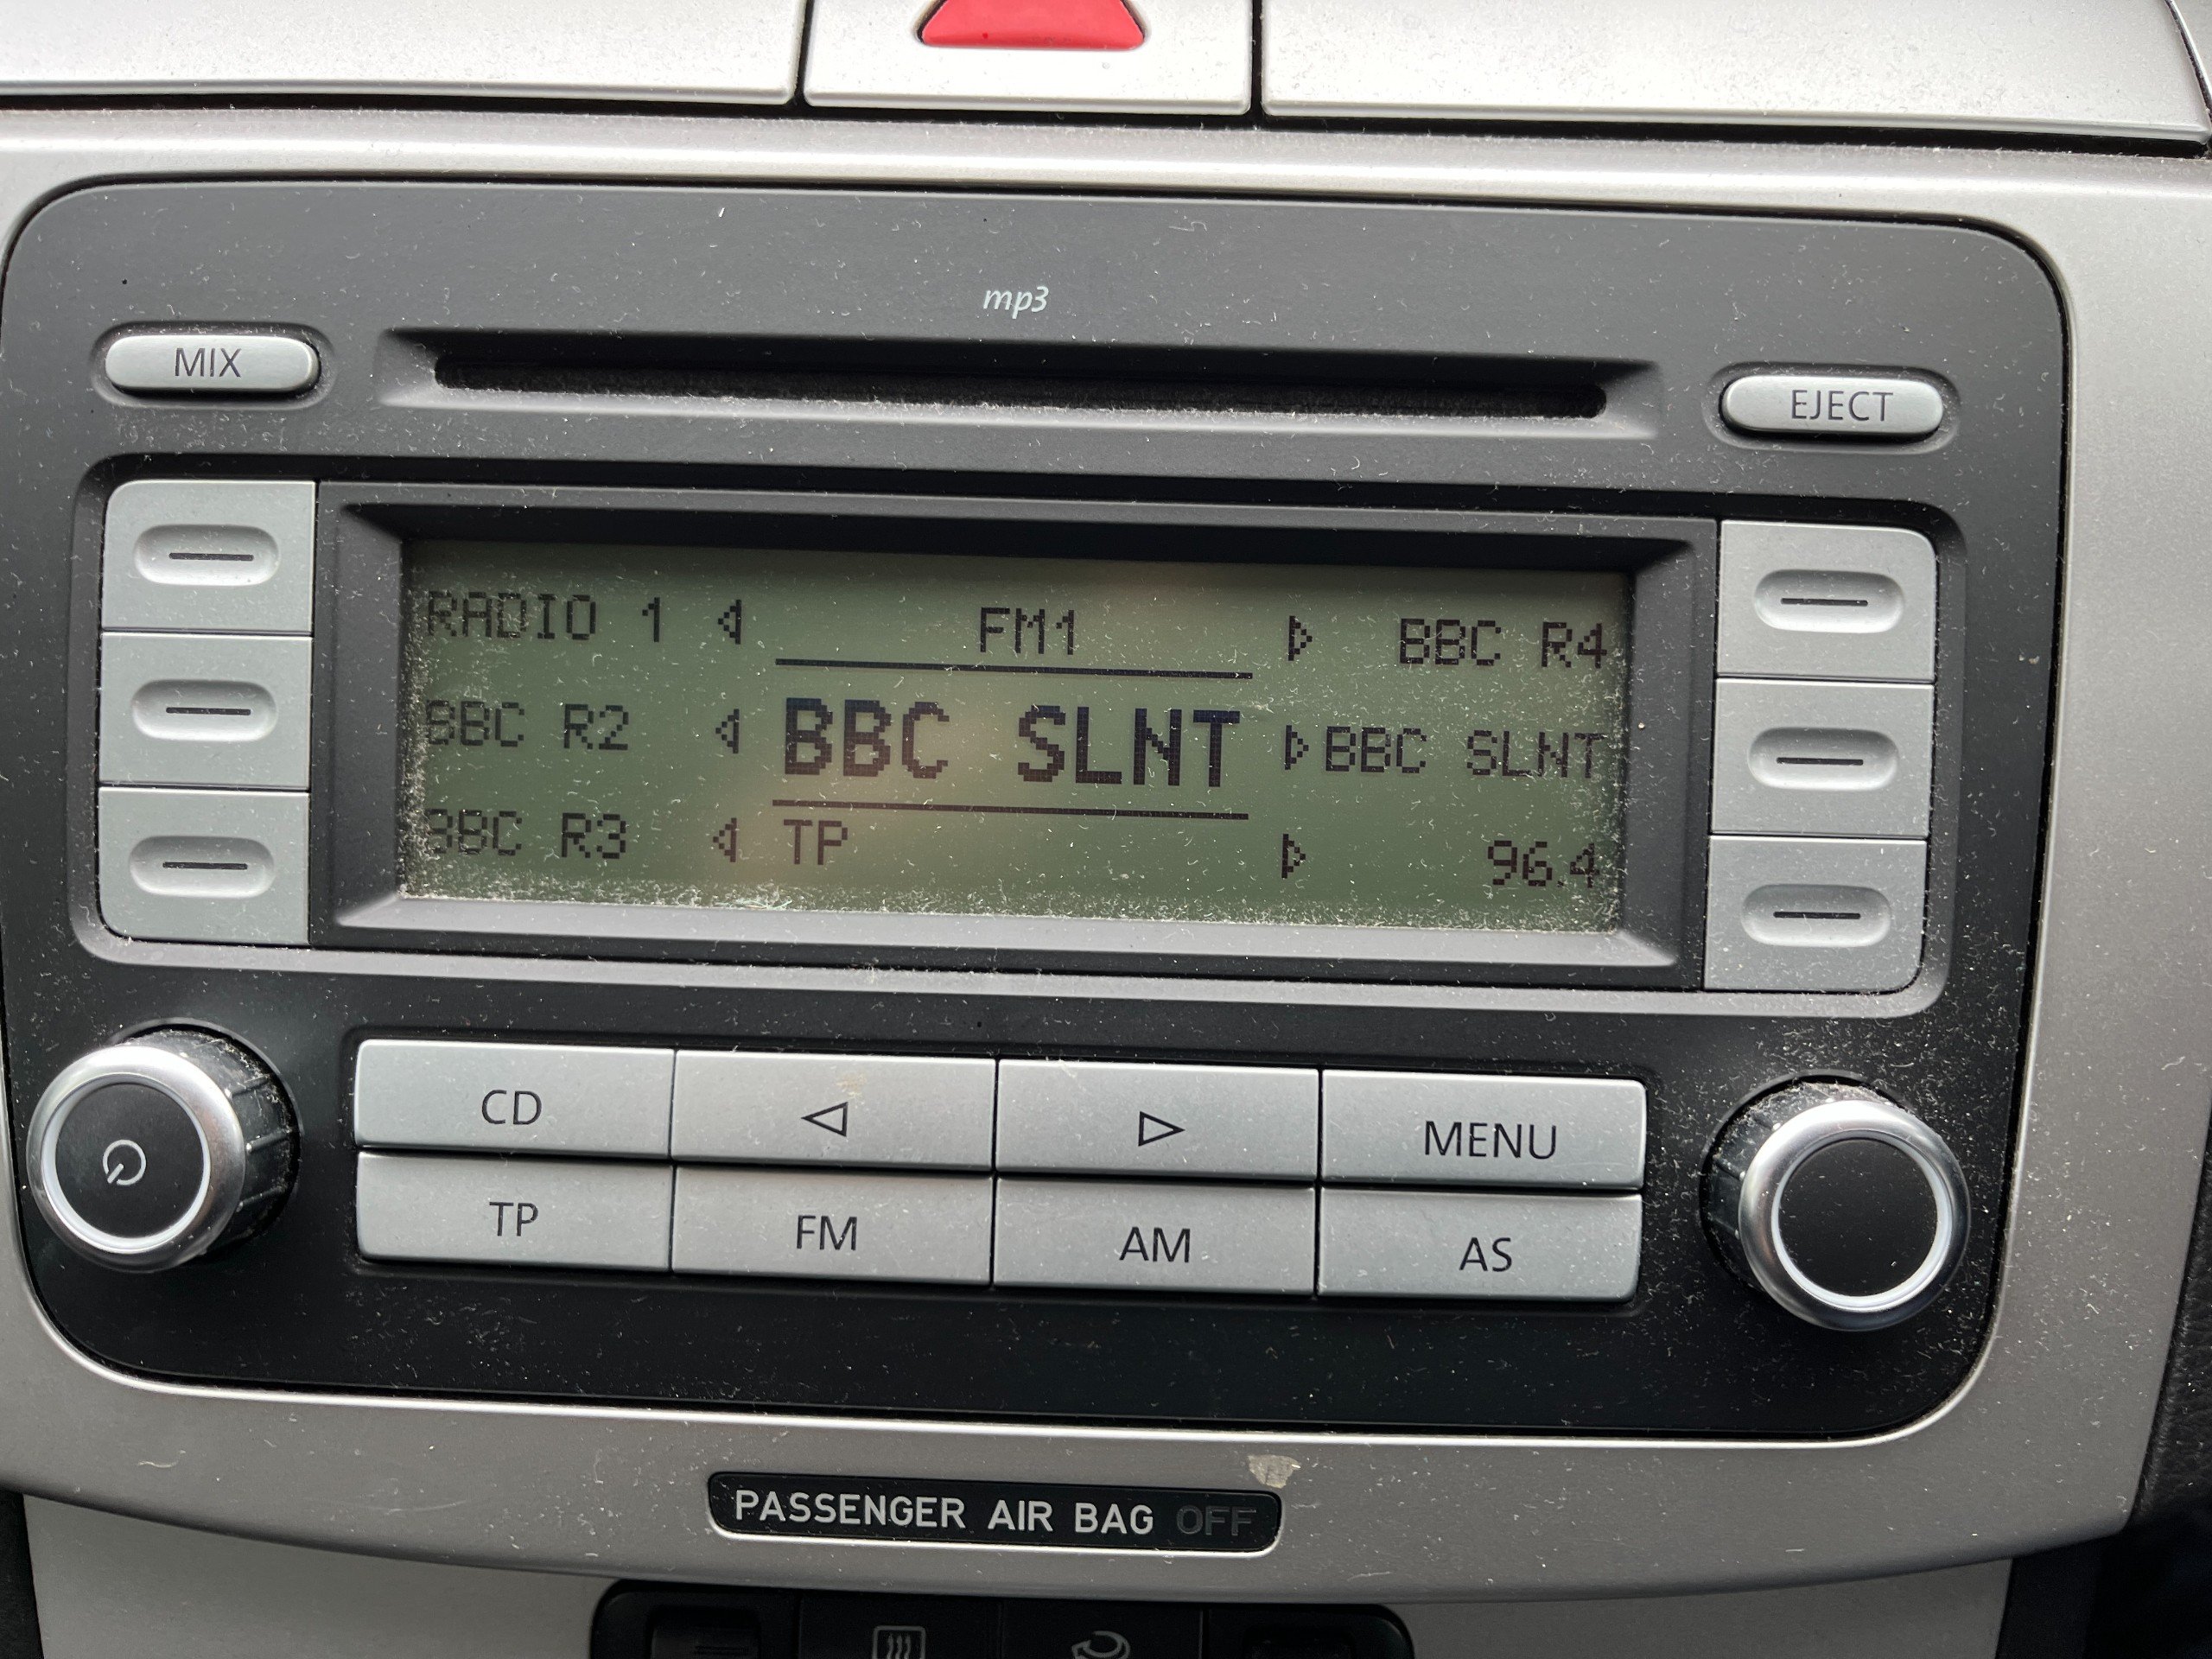 mp3
MIX
EJECT
RADIO 1 FM1 BBC R4
BBC R2 BBC SLNT BBC SLNT
BBC R3 TP 96.4
CD MENU
TP FM AM AS
PASSENGER AIR BAG OFF